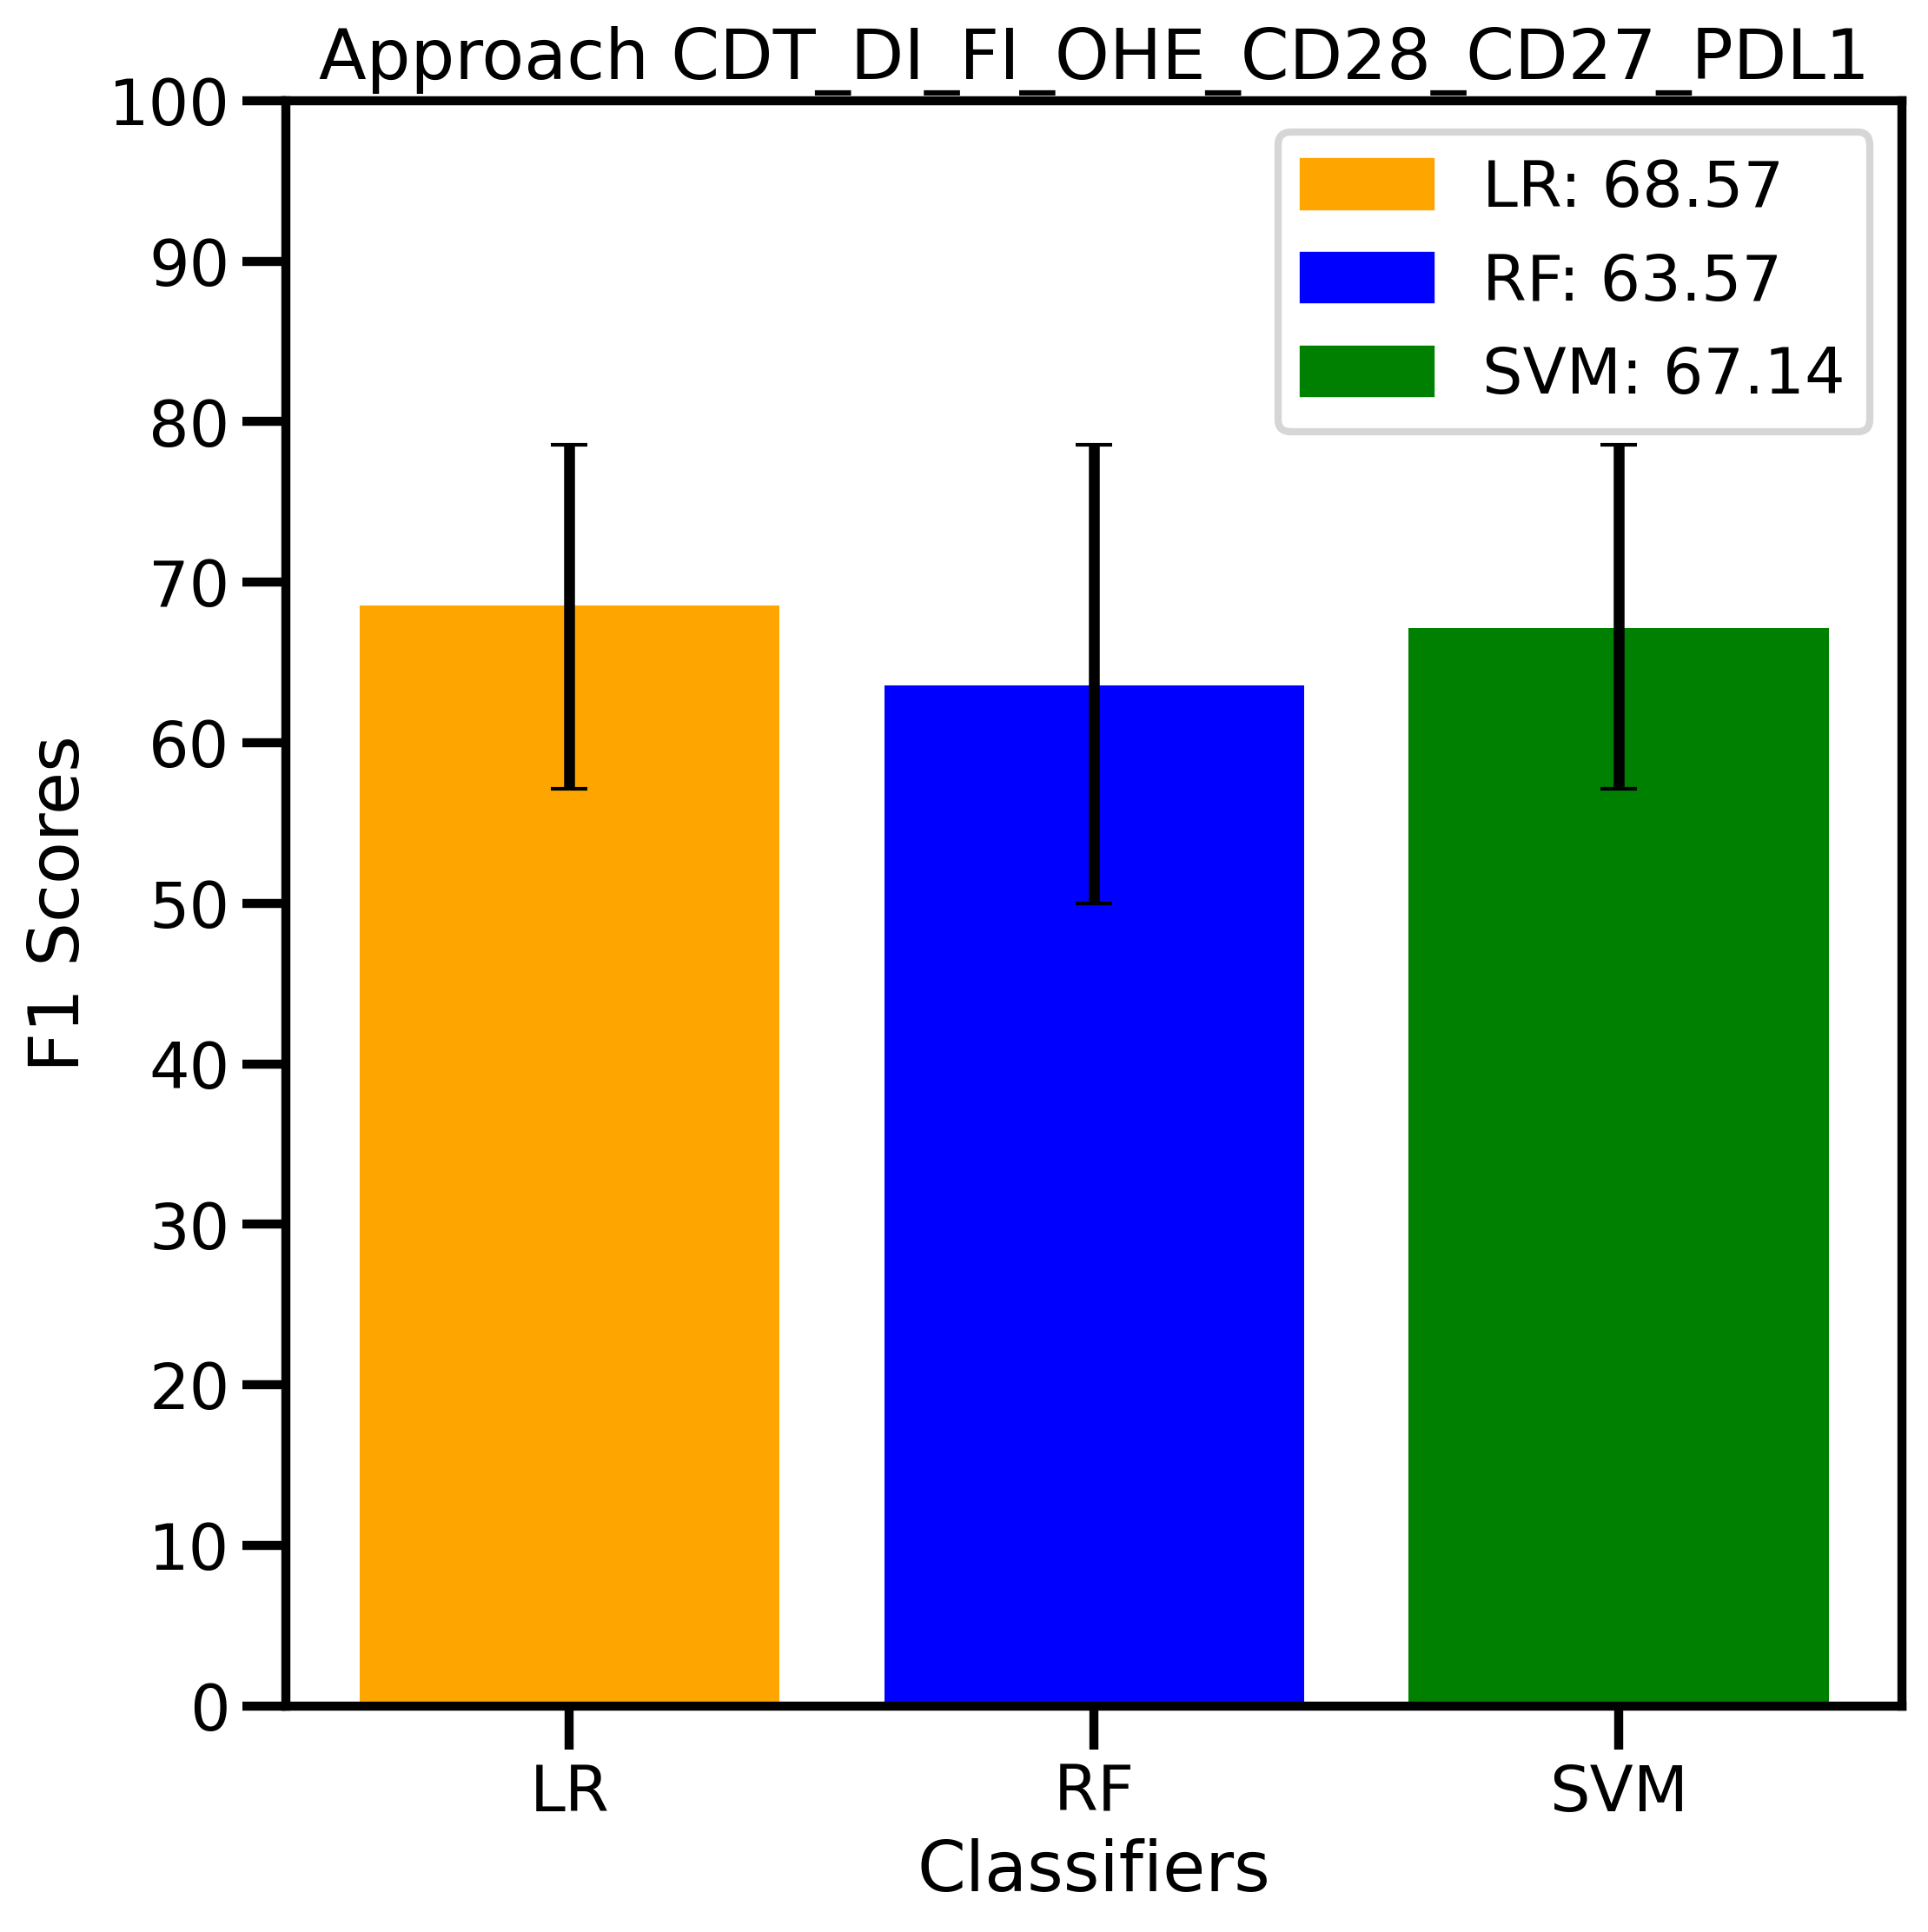 Approach CDT_DI_FI_OHE_CD28_CD27_PDL1
100
90
80
70
60
50
40
30
20
10
0
F1 Scores
LR: 68.57
RF: 63.57
SVM: 67.14
LR
RF
SVM
Classifiers